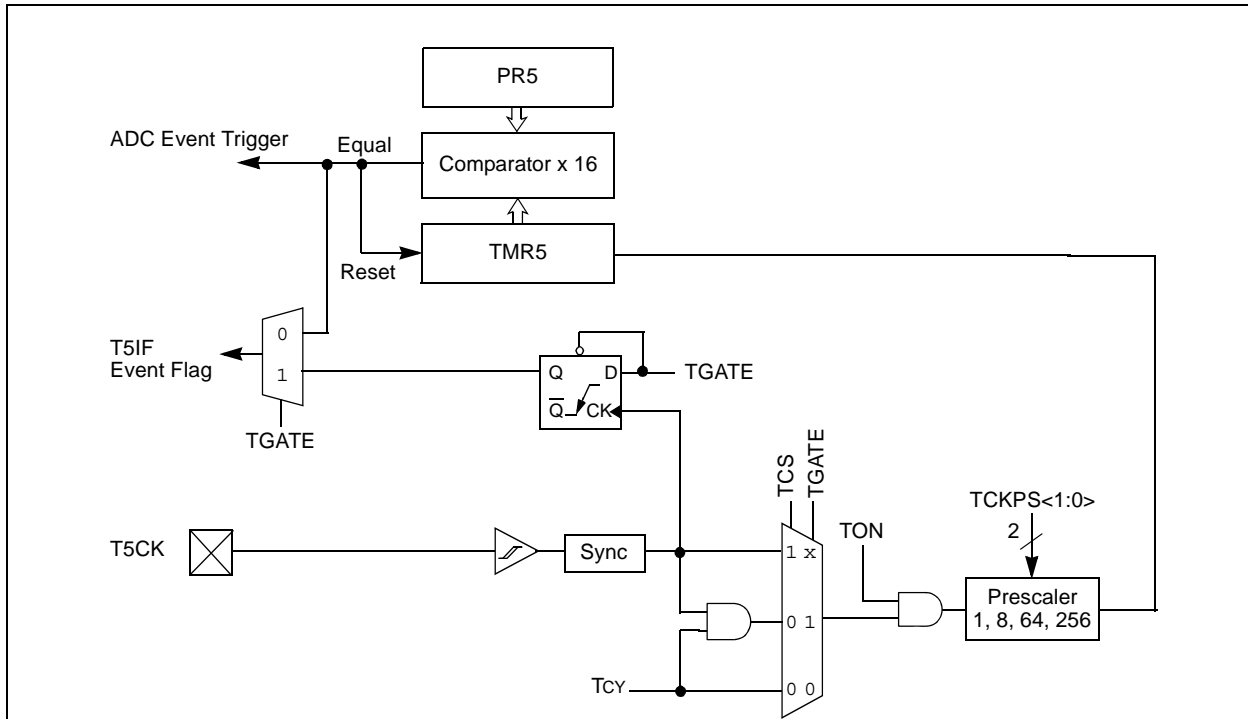 PR5
ADC Event Trigger
Equal
Comparator x 16
TMR5
Reset
0
1
T5IF
Event Flag
TGATE
Q
D
Q̅
CK
TGATE
TCS
TGATE
TCKPS<1:0>
2
T5CK
Sync
1 x
TON
Prescaler
1, 8, 64, 256
0 1
TCY
0 0